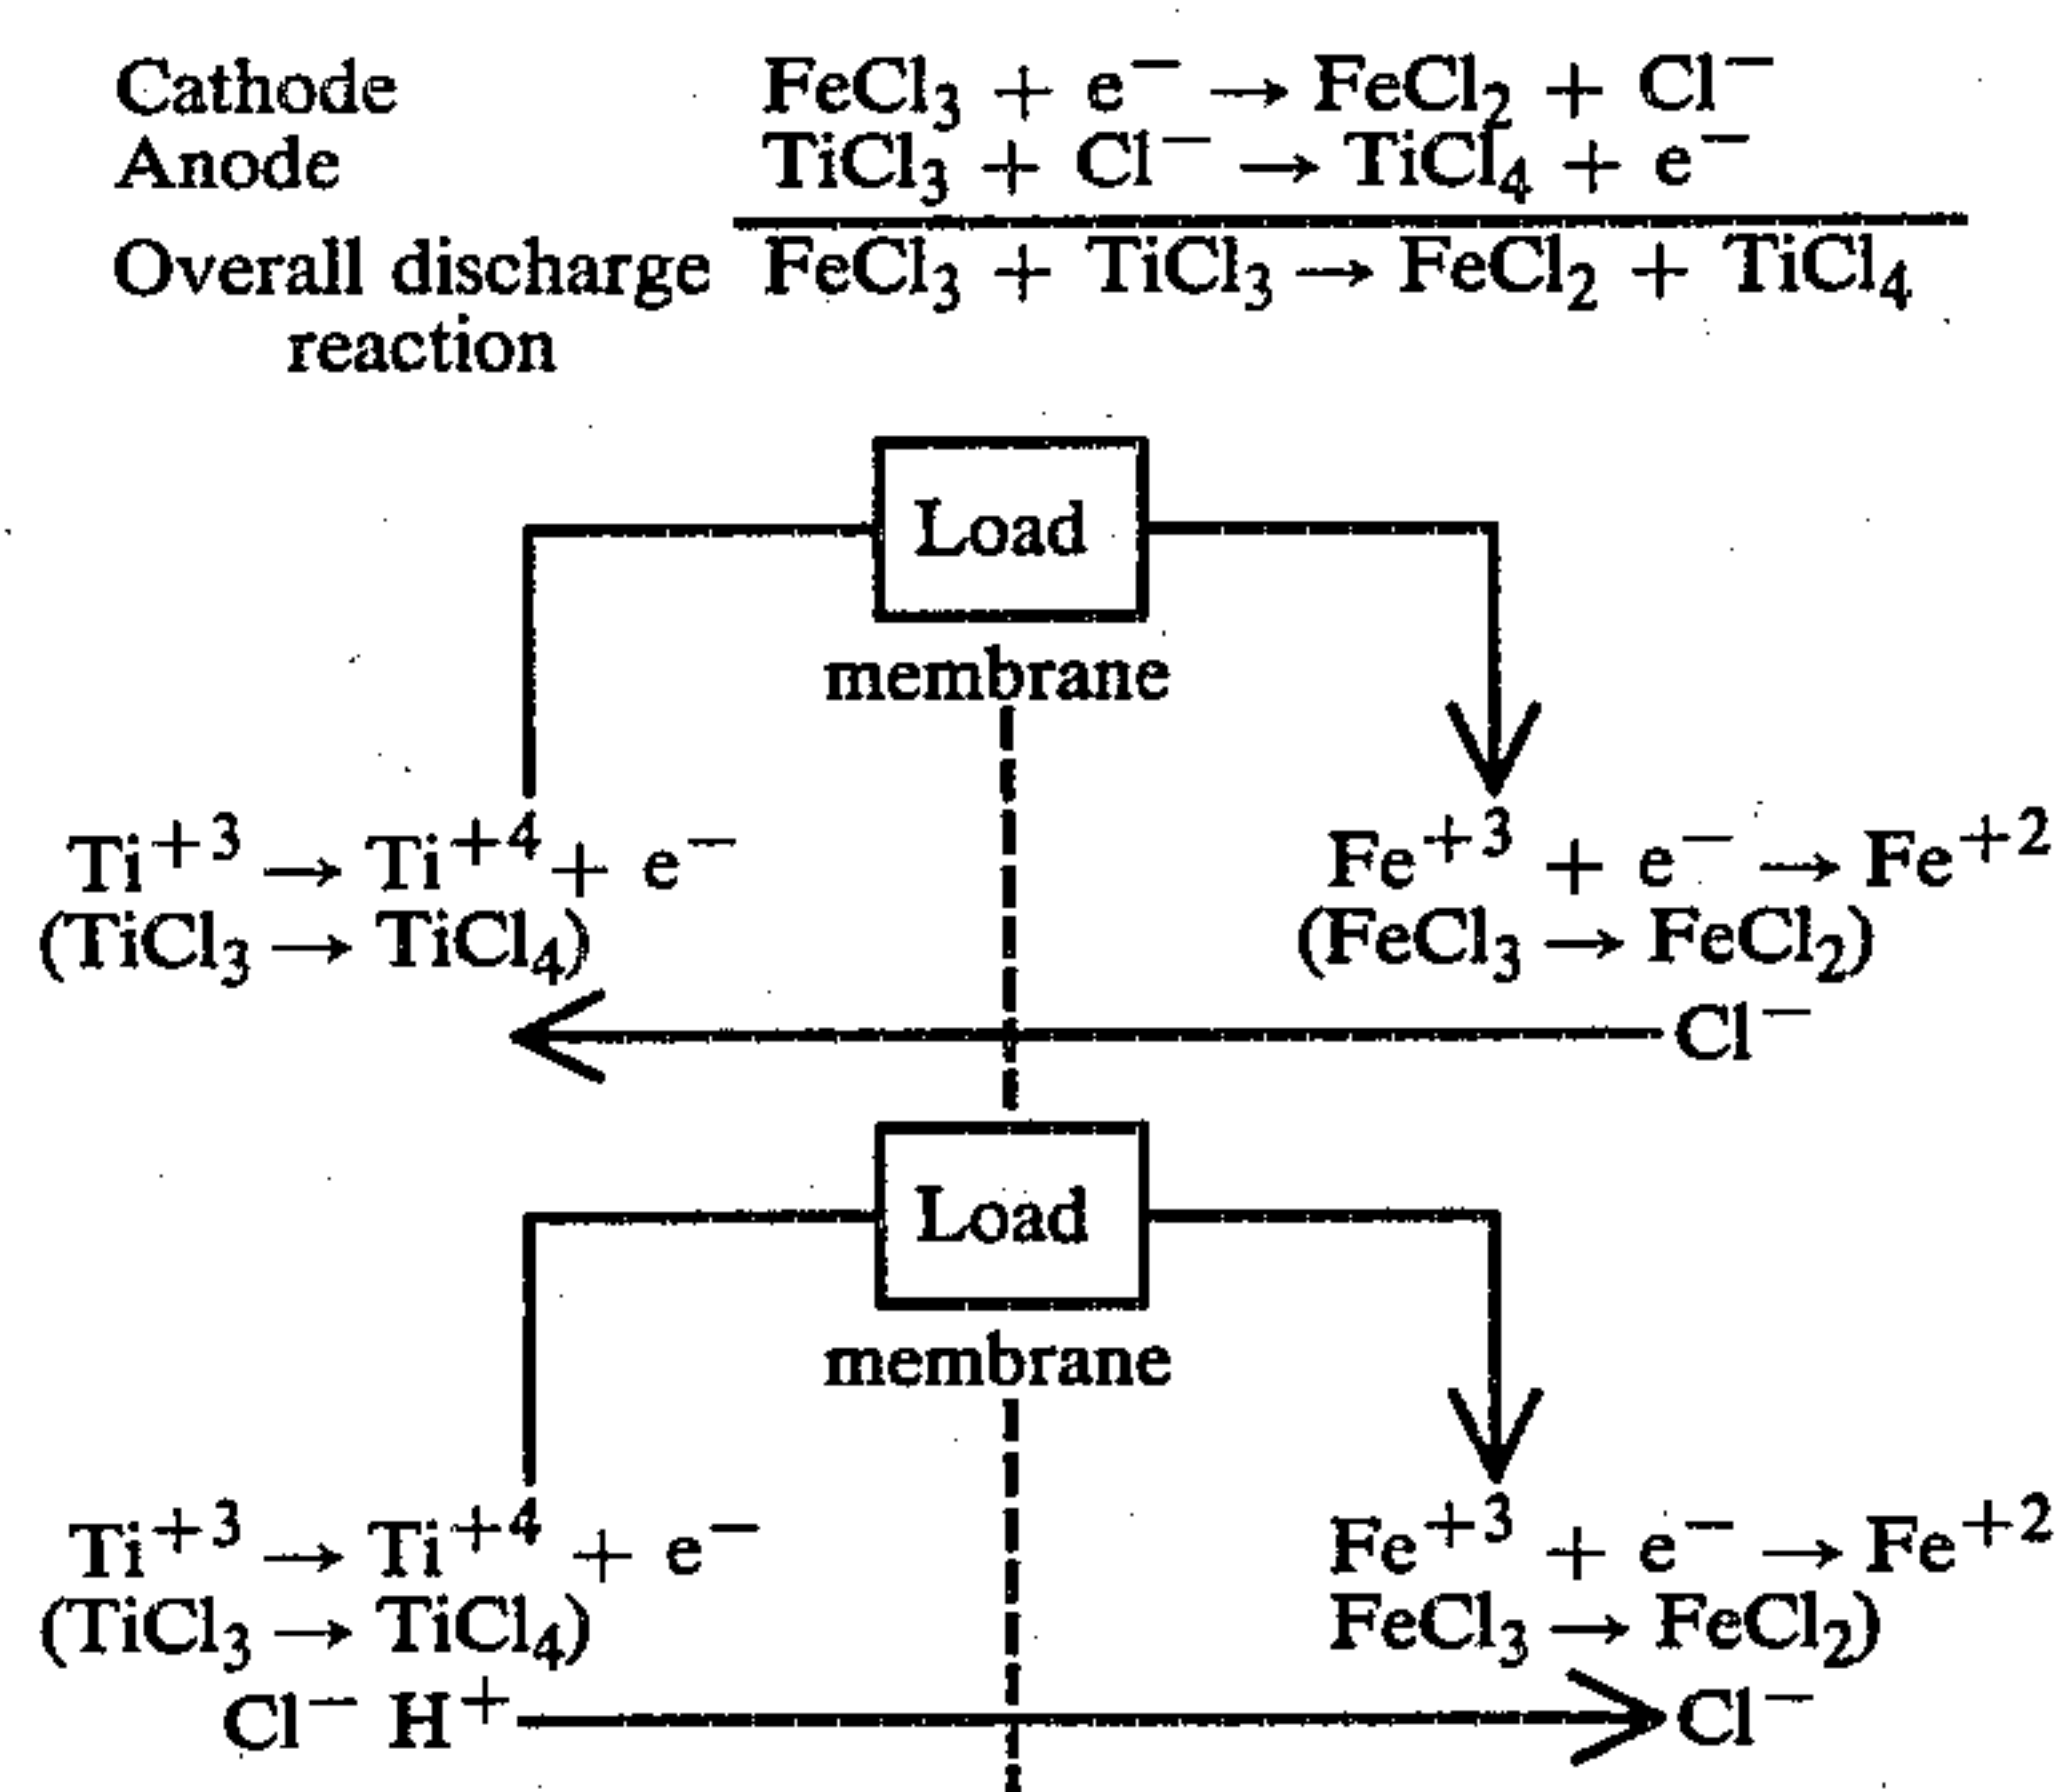 Cathode FeCl₃ + e⁻ → FeCl₂ + Cl⁻
Anode TiCl₃ + Cl⁻ → TiCl₄ + e⁻
Overall discharge FeCl₃ + TiCl₃ → FeCl₂ + TiCl₄
reaction
Load
membrane
Ti⁺³ → Ti⁺⁴ + e⁻ Fe⁺³ + e⁻ → Fe⁺²
(TiCl₃ → TiCl₄) (FeCl₃ → FeCl₂)
Cl⁻
Load
membrane
Ti⁺³ → Ti⁺⁴ + e⁻ Fe⁺³ + e⁻ → Fe⁺²
(TiCl₃ → TiCl₄) FeCl₃ → FeCl₂)
Cl⁻ H⁺ Cl⁻